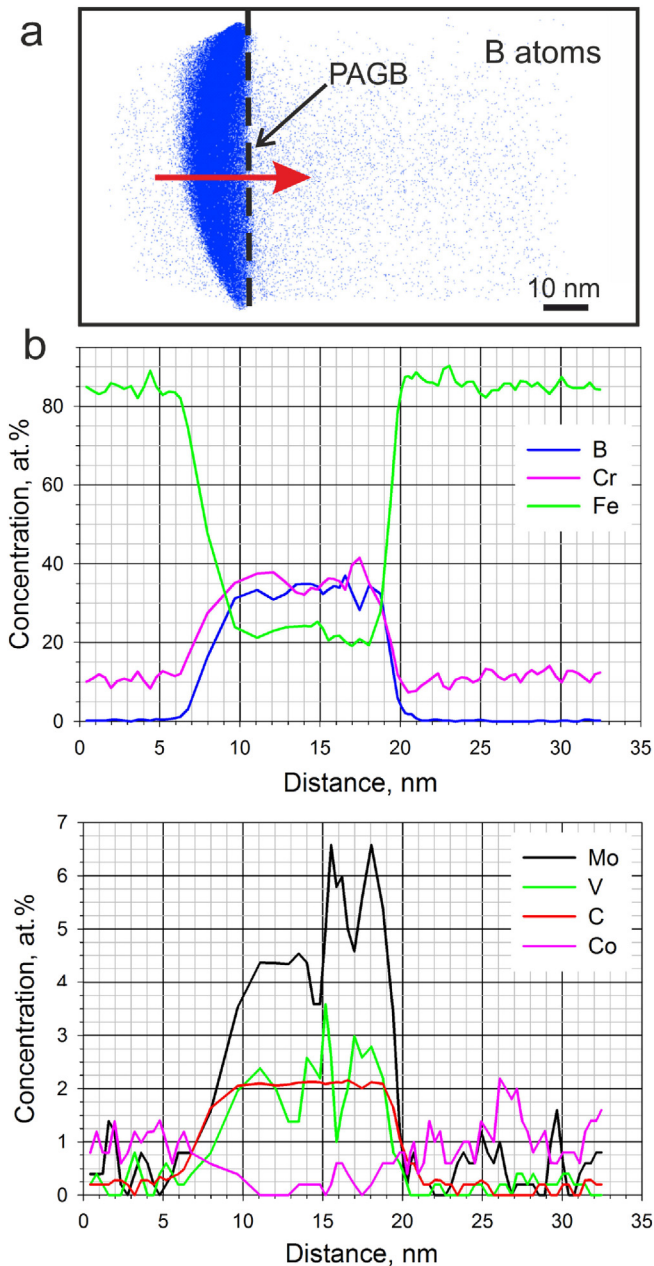 a
B atoms
PAGB
10 nm
b
Concentration, at.%
80
60
40
20
0
B
Cr
Fe
0 5 10 15 20 25 30 35
Distance, nm
Concentration, at.%
7
6
5
4
3
2
1
0
Mo
V
C
Co
0 5 10 15 20 25 30 35
Distance, nm